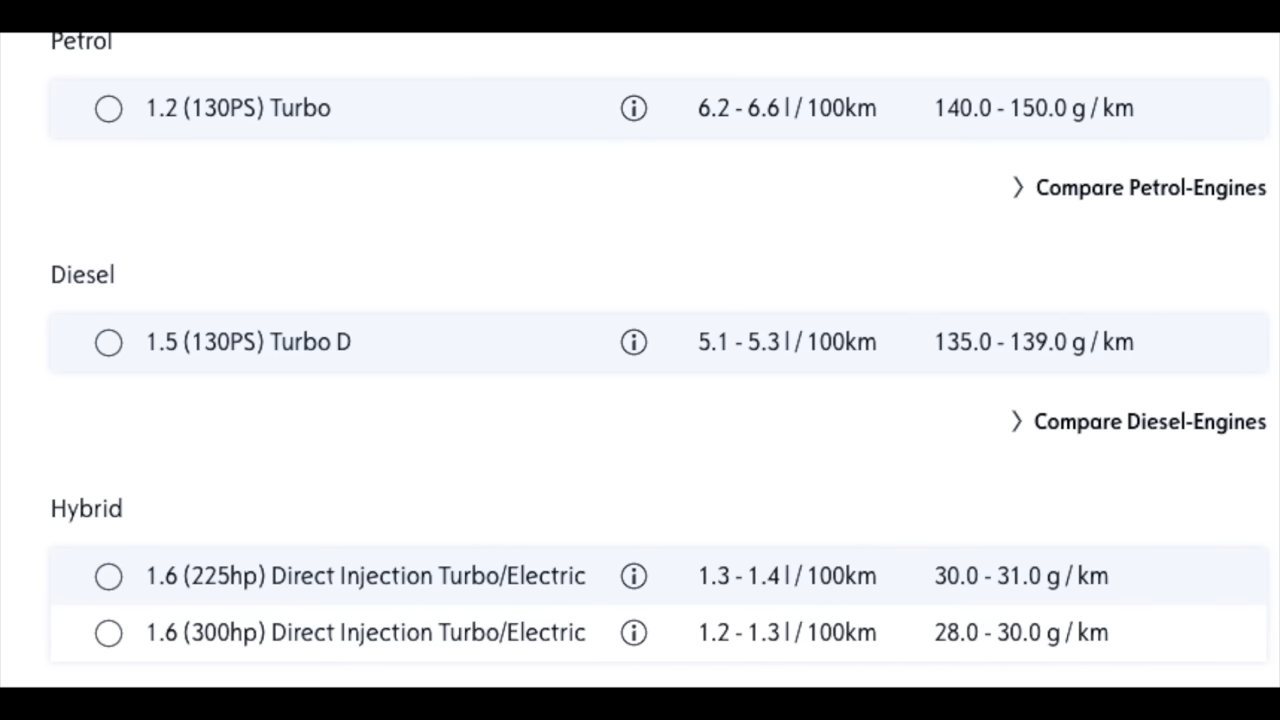 Petrol
1.2 (130PS) Turbo 6.2 - 6.6 l / 100km 140.0 - 150.0 g / km
Compare Petrol-Engines
Diesel
1.5 (130PS) Turbo D 5.1 - 5.3 l / 100km 135.0 - 139.0 g / km
Compare Diesel-Engines
Hybrid
1.6 (225hp) Direct Injection Turbo/Electric 1.3 - 1.4 l / 100km 30.0 - 31.0 g / km
1.6 (300hp) Direct Injection Turbo/Electric 1.2 - 1.3 l / 100km 28.0 - 30.0 g / km